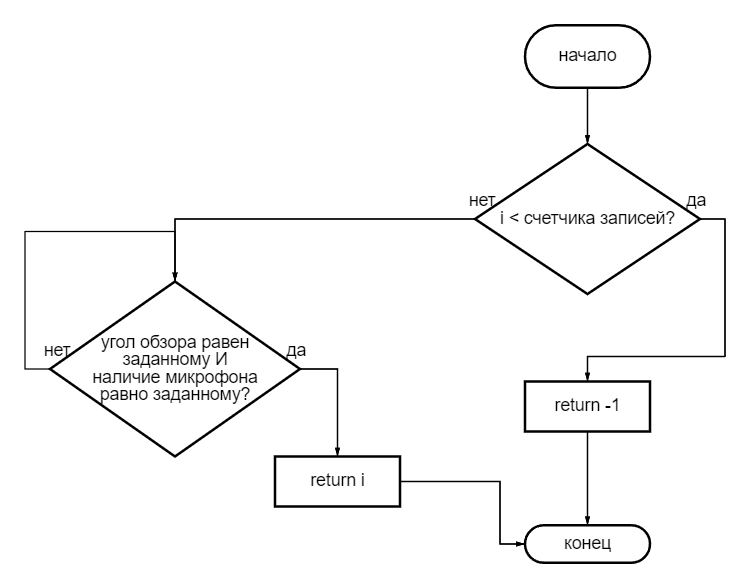 начало
нет
да
i < счетчика записей?
нет
угол обзора равен
заданному И
наличие микрофона
равно заданному?
да
return -1
return i
конец